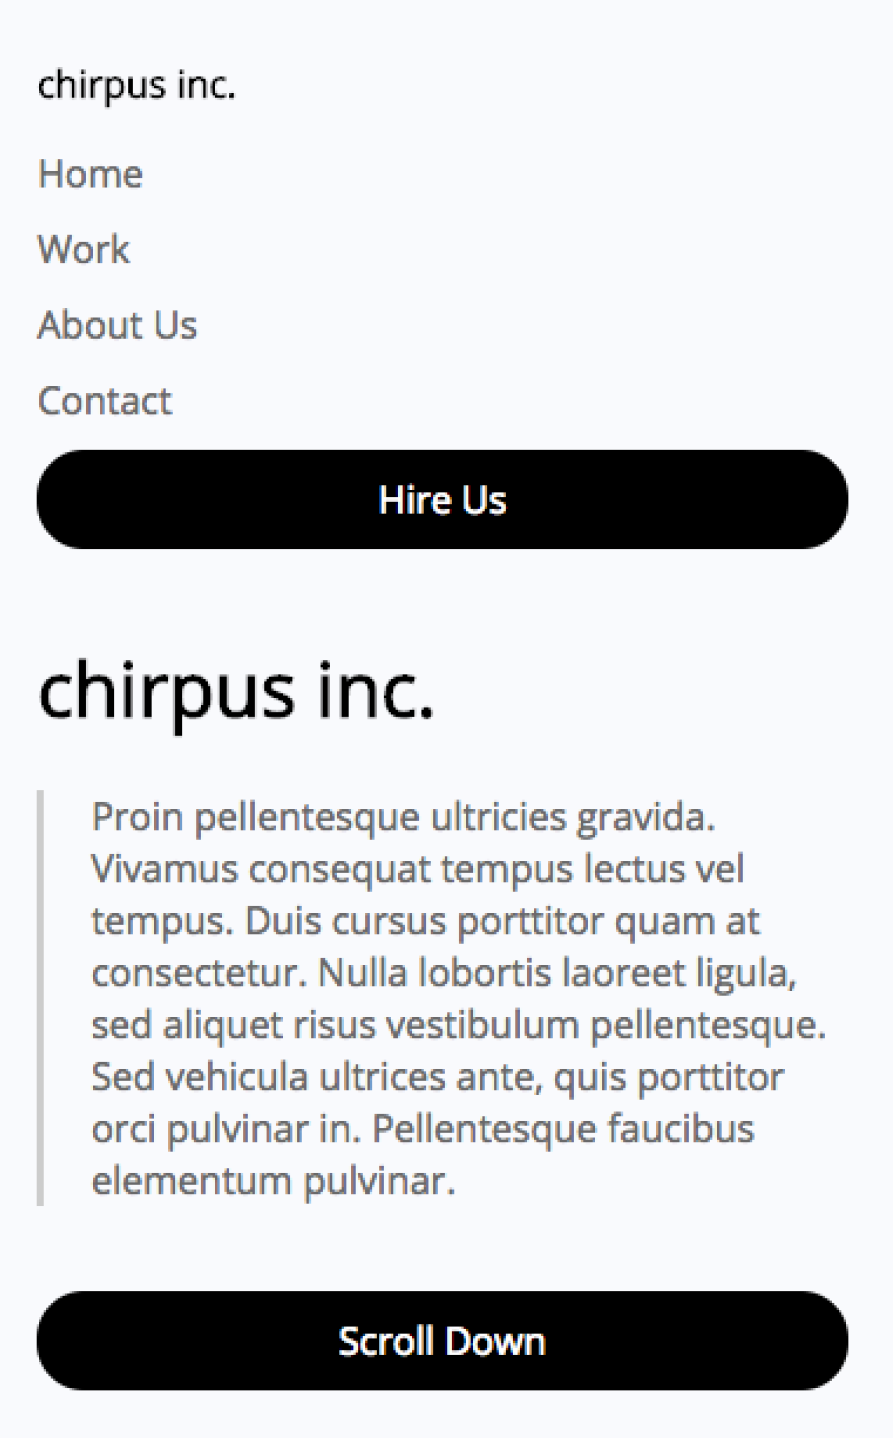 chirpus inc.
Home
Work
About Us
Contact
Hire Us
chirpus inc.
Proin pellentesque ultricies gravida.
Vivamus consequat tempus lectus vel
tempus. Duis cursus porttitor quam at
consectetur. Nulla lobortis laoreet ligula,
sed aliquet risus vestibulum pellentesque.
Sed vehicula ultrices ante, quis porttitor
orci pulvinar in. Pellentesque faucibus
elementum pulvinar.
Scroll Down